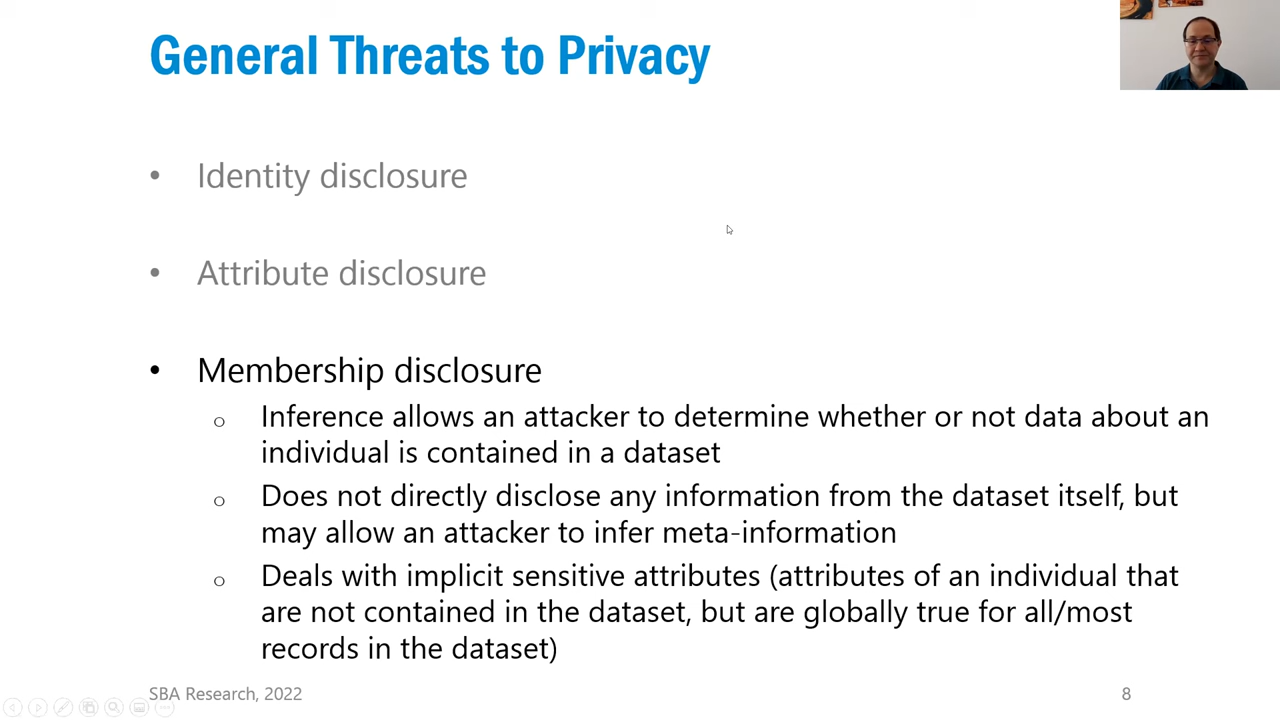 General Threats to Privacy
• Identity disclosure
• Attribute disclosure
• Membership disclosure
o Inference allows an attacker to determine whether or not data about an
individual is contained in a dataset
o Does not directly disclose any information from the dataset itself, but
may allow an attacker to infer meta-information
o Deals with implicit sensitive attributes (attributes of an individual that
are not contained in the dataset, but are globally true for all/most
records in the dataset)
SBA Research, 2022
8